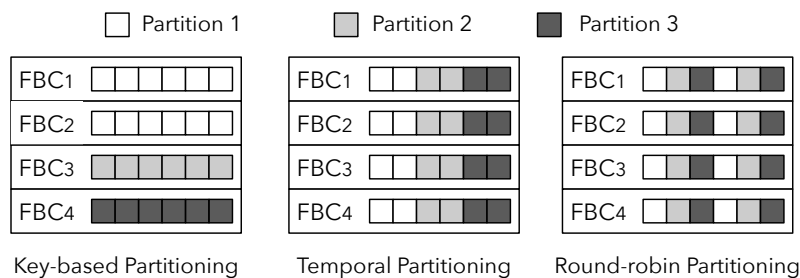 Partition 1 Partition 2 Partition 3
FBC1 FBC1 FBC1
FBC2 FBC2 FBC2
FBC3 FBC3 FBC3
FBC4 FBC4 FBC4
Key-based Partitioning Temporal Partitioning Round-robin Partitioning